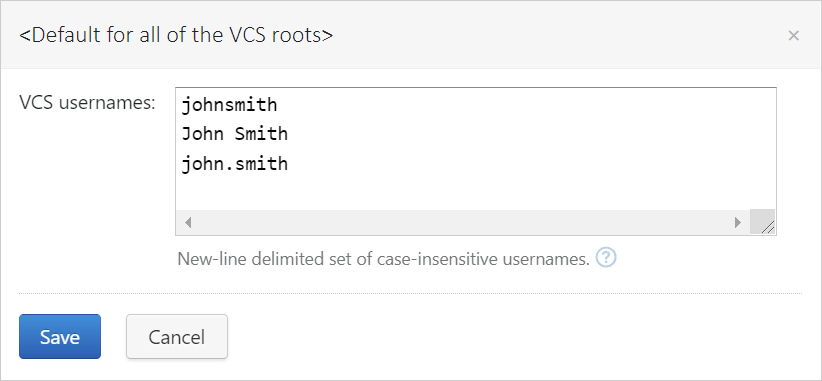 <Default for all of the VCS roots>
VCS usernames:
johnsmith
John Smith
john.smith
New-line delimited set of case-insensitive usernames. ?
Save Cancel